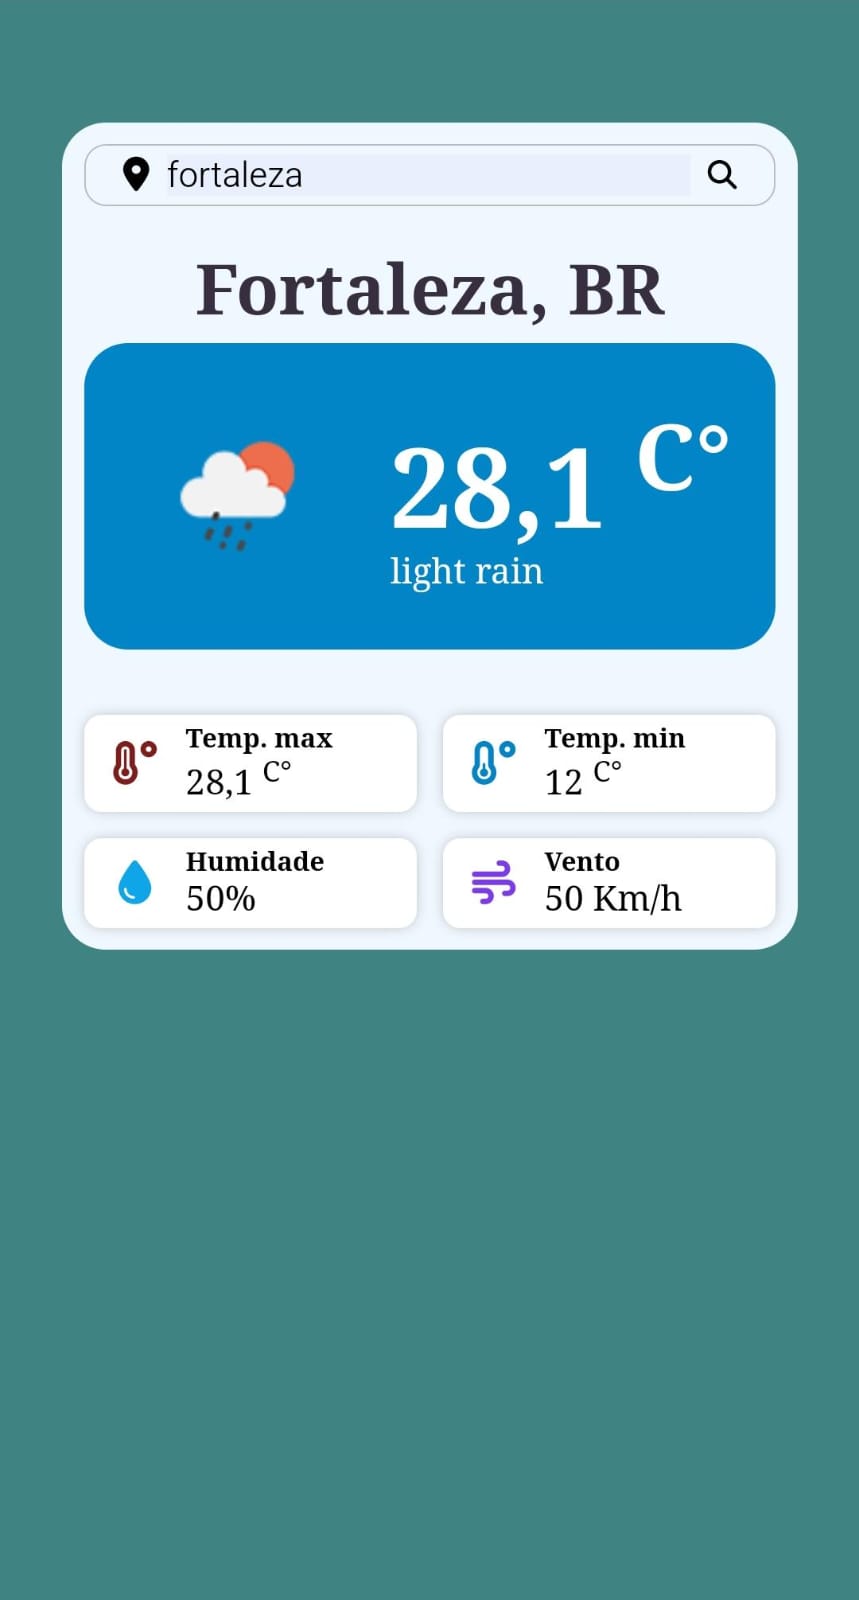 fortaleza
Fortaleza, BR
28,1 C°
light rain
Temp. max
28,1 C°
Temp. min
12 C°
Humidade
50%
Vento
50 Km/h